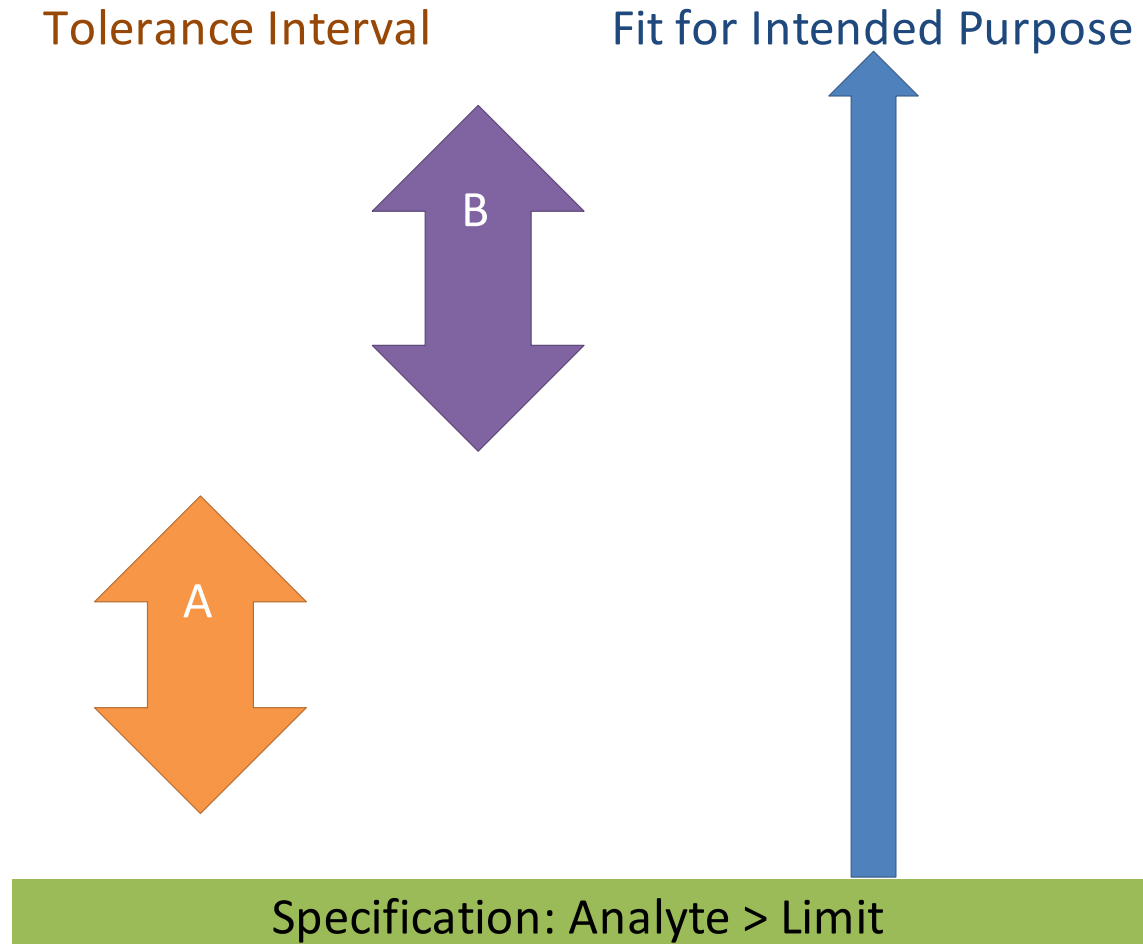 Tolerance Interval
Fit for Intended Purpose
B
A
Specification: Analyte > Limit